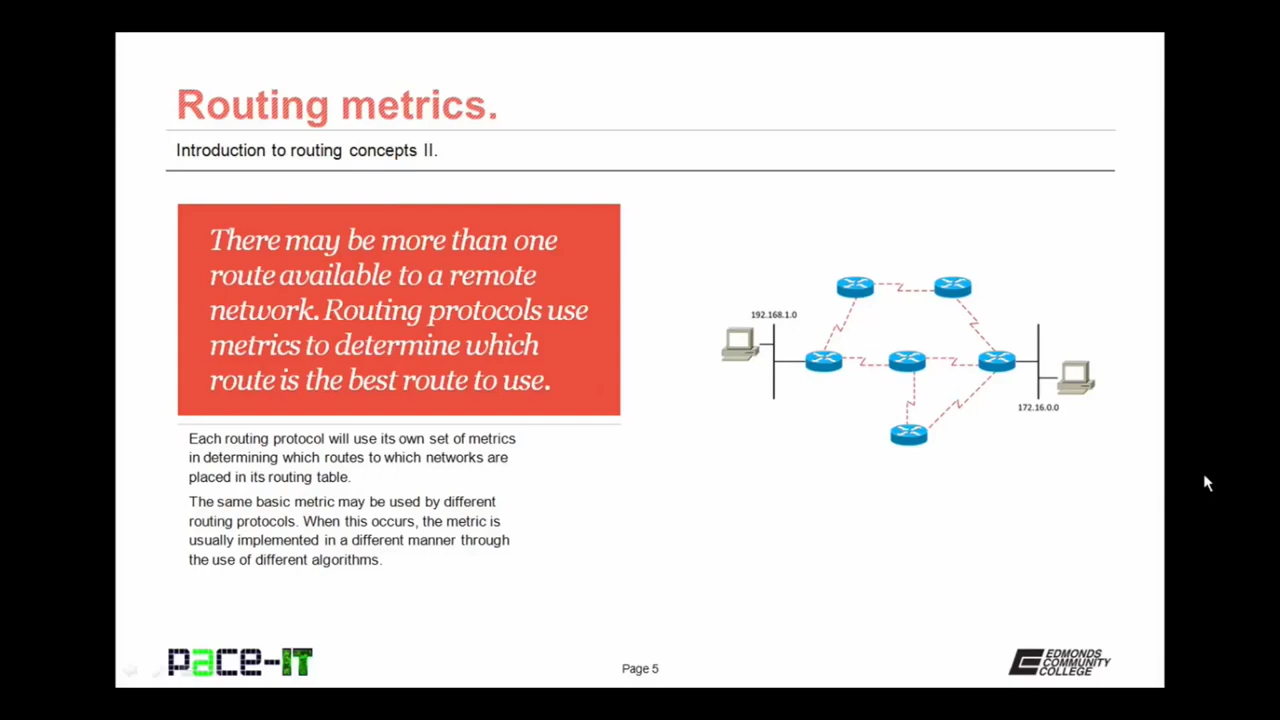 Routing metrics.
Introduction to routing concepts II.
There may be more than one
route available to a remote
network. Routing protocols use
metrics to determine which
route is the best route to use.
Each routing protocol will use its own set of metrics
in determining which routes to which networks are
placed in its routing table.
The same basic metric may be used by different
routing protocols. When this occurs, the metric is
usually implemented in a different manner through
the use of different algorithms.
192.168.1.0
172.16.0.0
pace-IT
Page 5
EDMONDS
COMMUNITY
COLLEGE